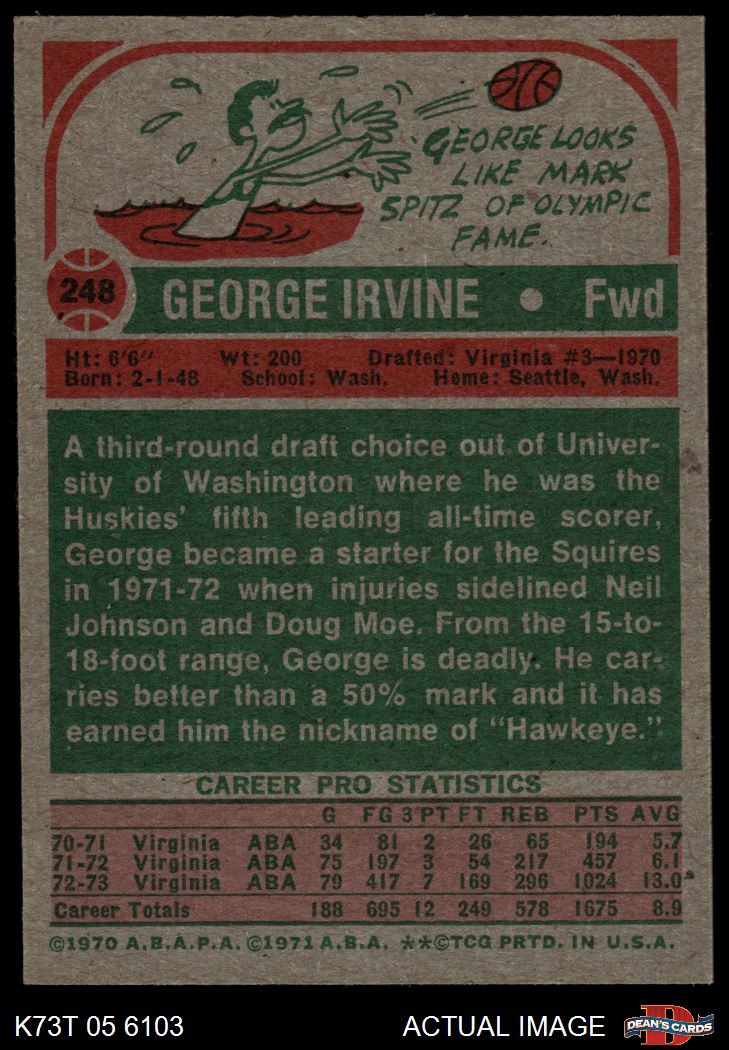 GEORGE LOOKS
LIKE MARK
SPITZ OF OLYMPIC
FAME.
248 GEORGE IRVINE • Fwd
Ht: 6'6" Wt: 200 Drafted: Virginia #3—1970
Born: 2-1-48 School: Wash. Home: Seattle, Wash.
A third-round draft choice out of Univer-
sity of Washington where he was the
Huskies' fifth leading all-time scorer,
George became a starter for the Squires
in 1971-72 when injuries sidelined Neil
Johnson and Doug Moe. From the 15-to-
18-foot range, George is deadly. He car-
ries better than a 50% mark and it has
earned him the nickname of "Hawkeye."
CAREER PRO STATISTICS
G FG 3 PT FT REB PTS AVG
70-71 Virginia ABA 34 81 2 26 65 194 5.7
71-72 Virginia ABA 75 197 3 54 217 457 6.1
72-73 Virginia ABA 79 417 7 169 296 1024 13.0
Career Totals 188 695 12 249 578 1675 8.9
©1970 A.B.A.P.A. ©1971 A.B.A. **©TCG PRTD. IN U.S.A.
K73T 05 6103 ACTUAL IMAGE DEAN'S CARDS